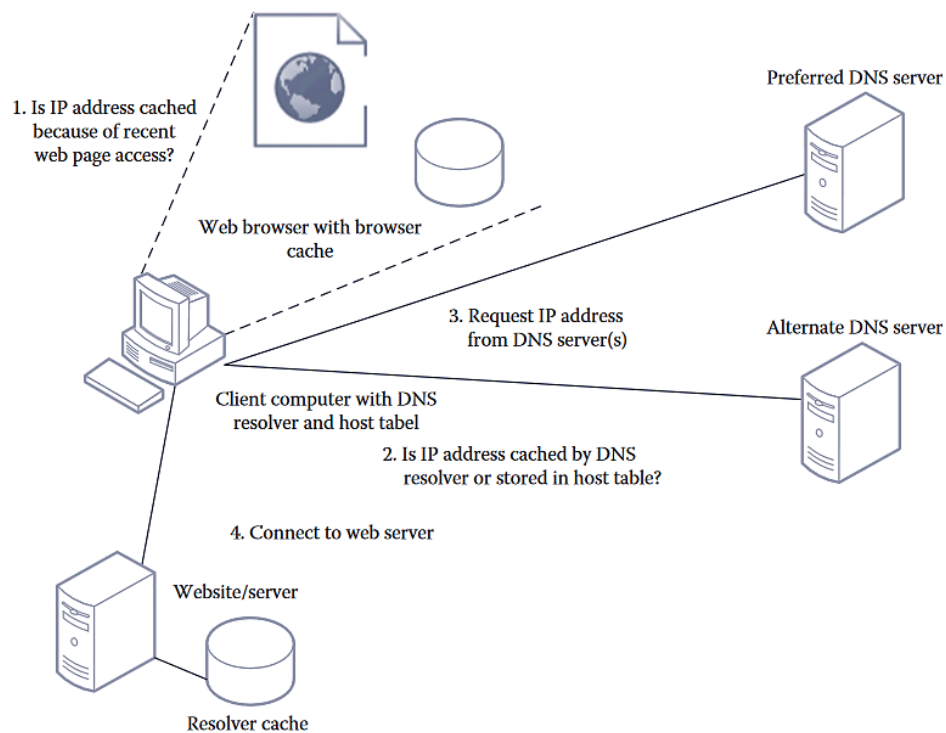 Preferred DNS server
1. Is IP address cached
because of recent
web page access?
Web browser with browser
cache
3. Request IP address
from DNS server(s)
Alternate DNS server
Client computer with DNS
resolver and host tabel
2. Is IP address cached by DNS
resolver or stored in host table?
4. Connect to web server
Website/server
Resolver cache